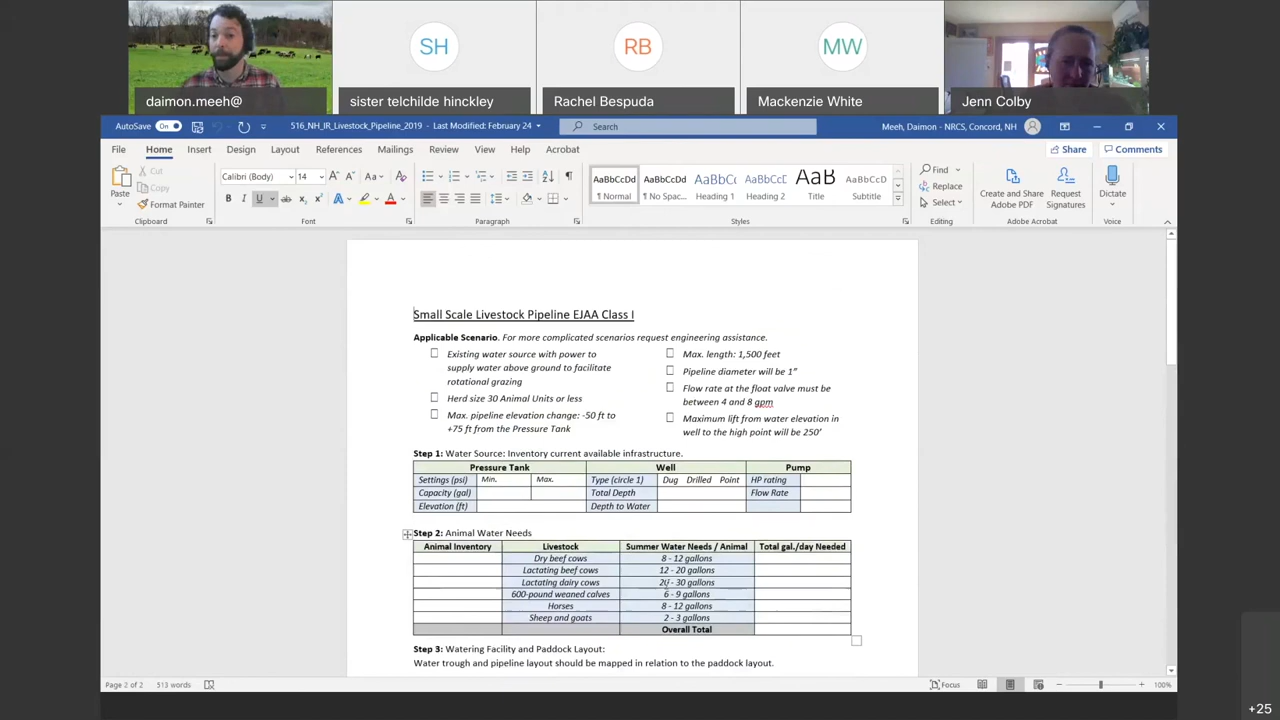 SH
RB
MW
daimon.meeh@
sister telchilde hinckley
Rachel Bespuda
Mackenzie White
Jenn Colby
AutoSave On
516_NH_IR_Livestock_Pipeline_2019 - Last Modified: February 24
Search
Meeh, Daimon - NRCS, Concord, NH
File Home Insert Design Layout References Mailings Review View Help Acrobat
Share Comments
Paste
Cut
Copy
Format Painter
Clipboard
Calibri (Body) 14
Font
Paragraph
AaBbCcDd AaBbCcDd AaBbCc AaBbCcC AaB AaBbCcD
¶ Normal ¶ No Spac... Heading 1 Heading 2 Title Subtitle
Styles
Find
Replace
Select
Editing
Create and Share Adobe PDF
Request Signatures
Adobe Acrobat
Dictate
Voice
Small Scale Livestock Pipeline EJAA Class I
Applicable Scenario. For more complicated scenarios request engineering assistance.
Existing water source with power to
supply water above ground to facilitate
rotational grazing
Herd size 30 Animal Units or less
Max. pipeline elevation change: -50 ft to
+75 ft from the Pressure Tank
Max. length: 1,500 feet
Pipeline diameter will be 1”
Flow rate at the float valve must be
between 4 and 8 gpm
Maximum lift from water elevation in
well to the high point will be 250’
Step 1: Water Source: Inventory current available infrastructure.
Pressure Tank Well Pump
Settings (psi) Min. Max. Type (circle 1) Dug Drilled Point HP rating
Capacity (gal) Total Depth Flow Rate
Elevation (ft) Depth to Water
Step 2: Animal Water Needs
Animal Inventory Livestock Summer Water Needs / Animal Total gal./day Needed
Dry beef cows 8 - 12 gallons
Lactating beef cows 12 - 20 gallons
Lactating dairy cows 20 - 30 gallons
600-pound weaned calves 6 - 9 gallons
Horses 8 - 12 gallons
Sheep and goats 2 - 3 gallons
Overall Total
Step 3: Watering Facility and Paddock Layout:
Water trough and pipeline layout should be mapped in relation to the paddock layout.
Page 2 of 2 513 words
Focus
100%
+25